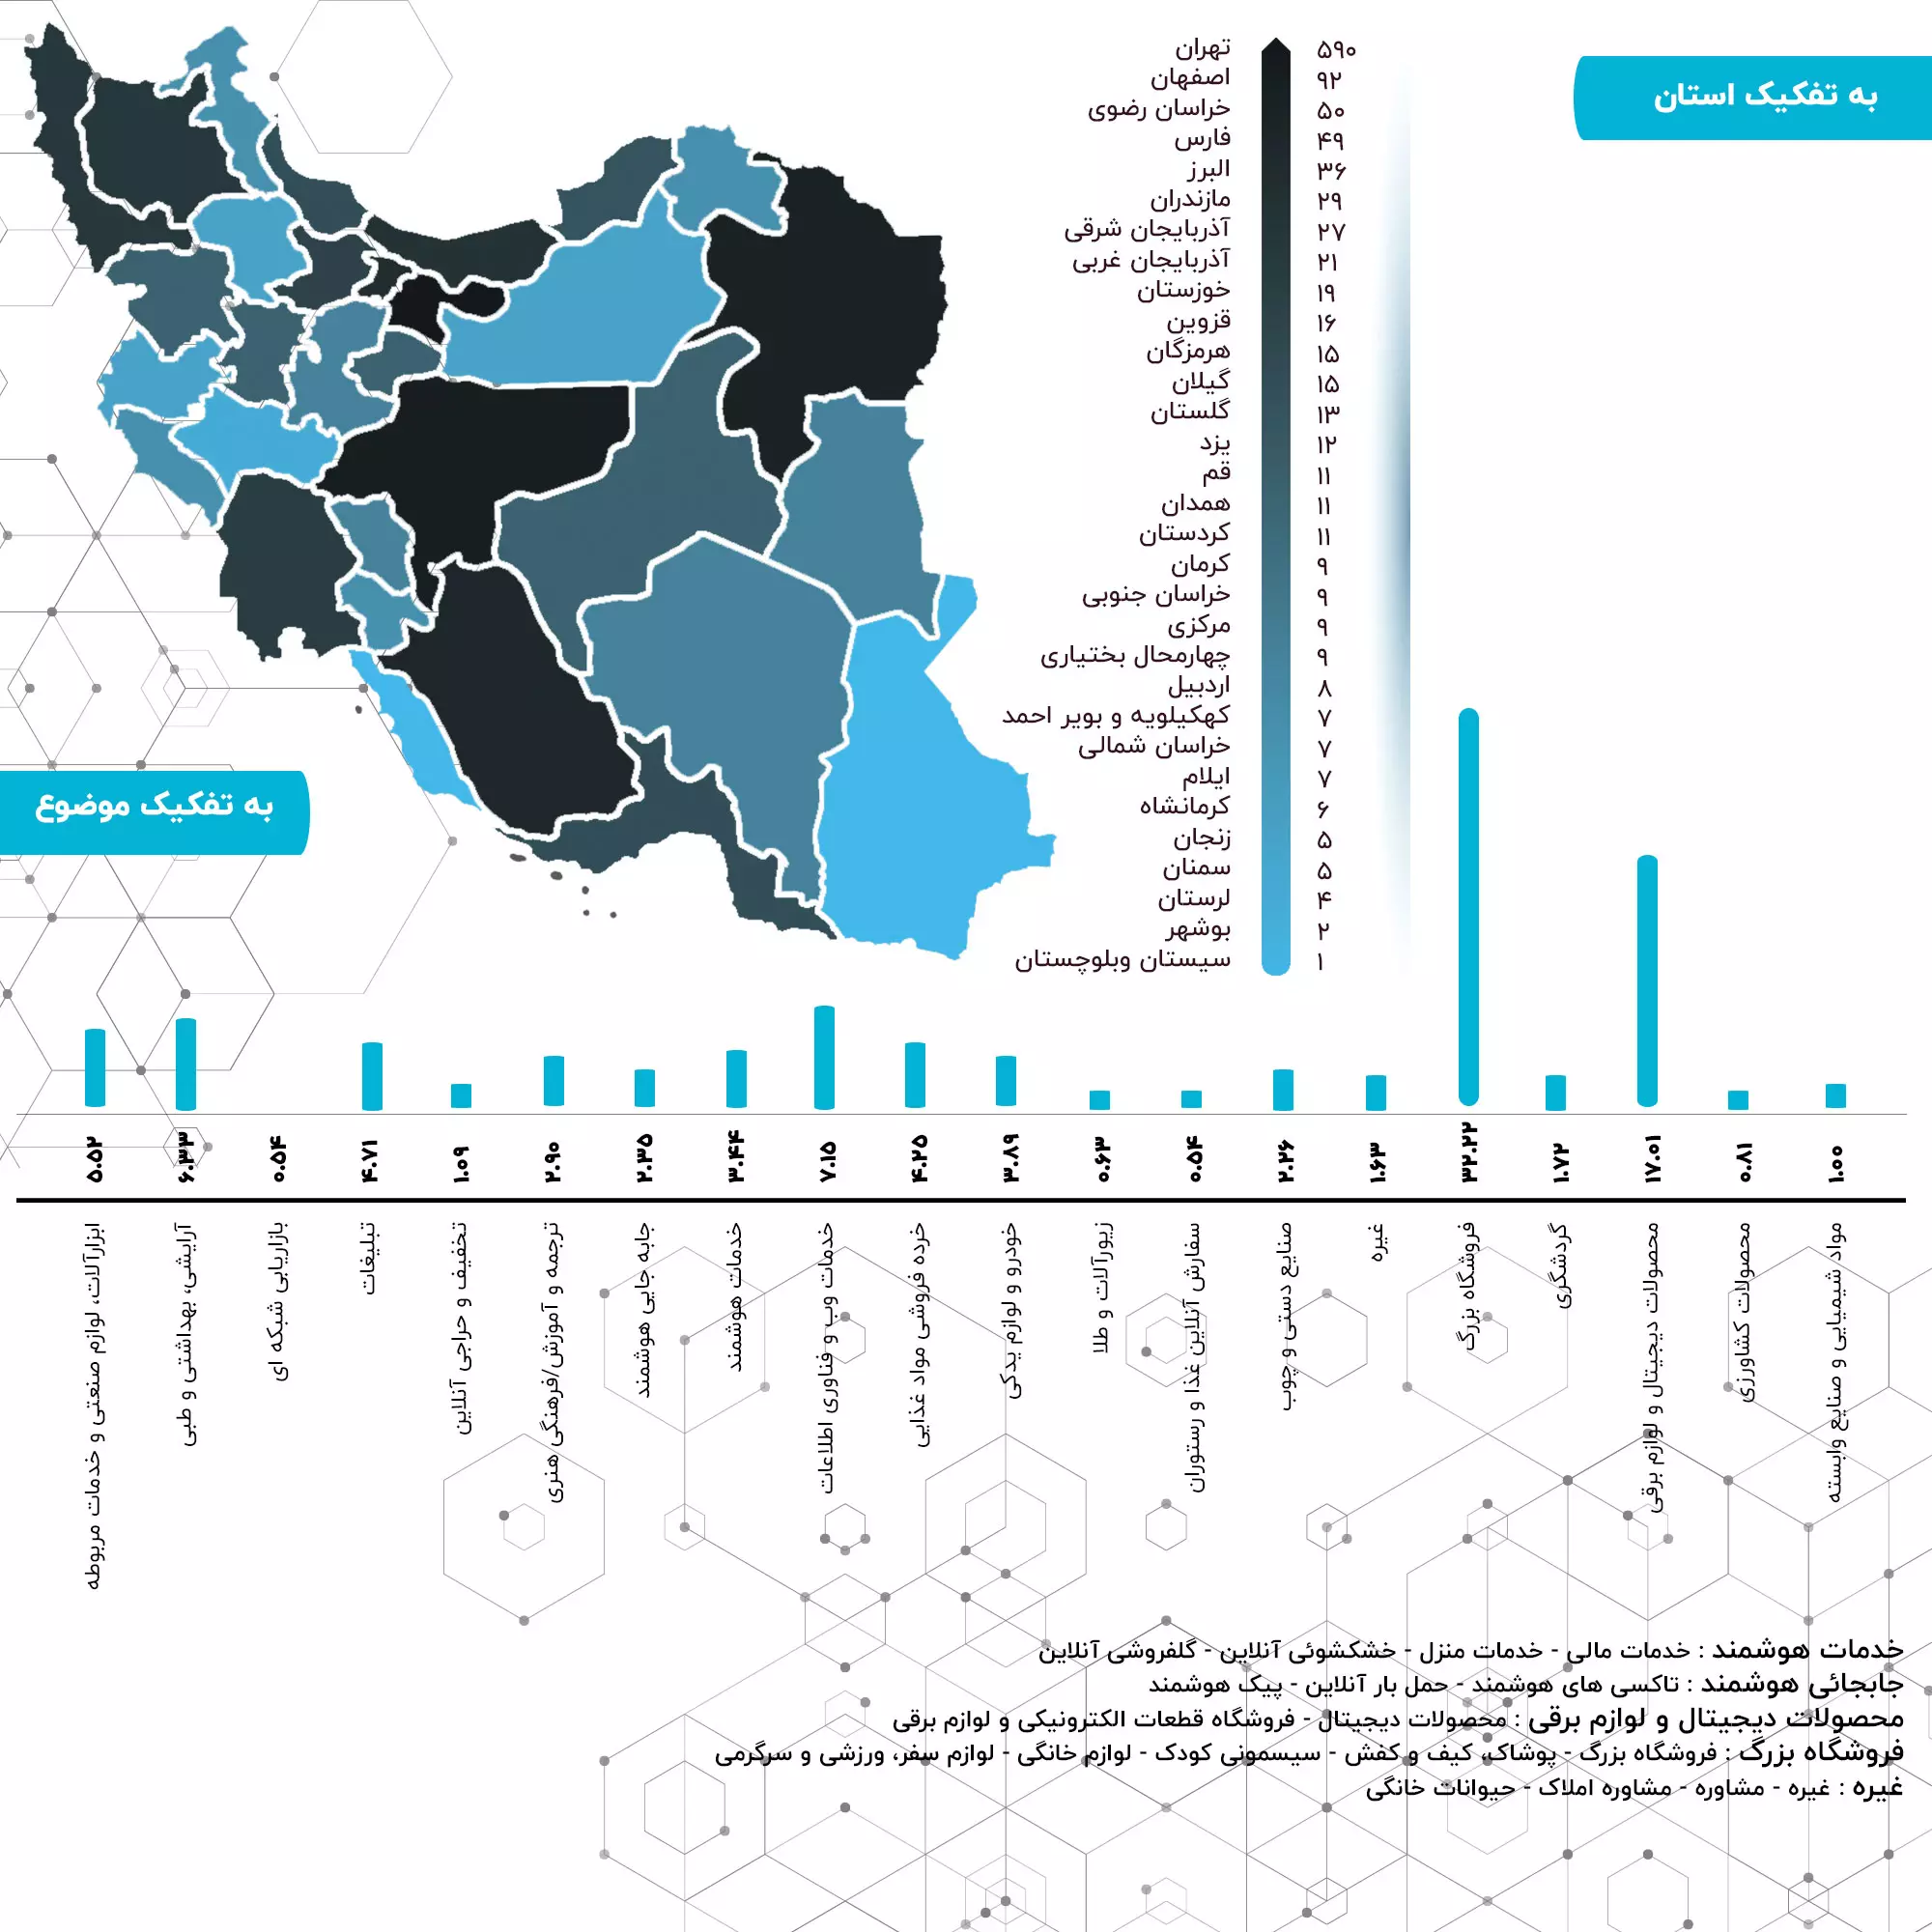 به تفکیک استان
تهران ۵۹۰
اصفهان ۹۲
خراسان رضوی ۵۰
فارس ۴۹
البرز ۳۶
مازندران ۲۹
آذربایجان شرقی ۲۷
آذربایجان غربی ۲۱
خوزستان ۱۹
قزوین ۱۶
هرمزگان ۱۵
گیلان ۱۵
گلستان ۱۳
یزد ۱۲
قم ۱۱
همدان ۱۱
کردستان ۱۱
کرمان ۹
خراسان جنوبی ۹
مرکزی ۹
چهارمحال بختیاری ۹
اردبیل ۸
کهکیلویه و بویر احمد ۷
خراسان شمالی ۷
ایلام ۷
کرمانشاه ۶
زنجان ۵
سمنان ۵
لرستان ۴
بوشهر ۲
سیستان وبلوچستان ۱
به تفکیک موضوع
۵.۵۲ ابزارآلات، لوازم صنعتی و خدمات مربوطه
۶.۳۳ آرایشی، بهداشتی و طبی
۰.۵۴ بازاریابی شبکه ای
۴.۷۱ تبلیغات
۱.۰۹ تخفیف و حراجی آنلاین
۲.۹۰ ترجمه و آموزش/فرهنگی هنری
۲.۳۵ جابه جایی هوشمند
۳.۴۴ خدمات هوشمند
۷.۱۵ خدمات وب و فناوری اطلاعات
۴.۲۵ خرده فروشی مواد غذایی
۳.۸۹ خودرو و لوازم یدکی
۰.۶۳ زیورآلات و طلا
۰.۵۴ سفارش آنلاین غذا و رستوران
۲.۲۶ صنایع دستی و چوب
۱.۶۳ غیره
۳۲.۲۲ فروشگاه بزرگ
۱.۷۲ گردشگری
۱۷.۰۱ محصولات دیجیتال و لوازم برقی
۰.۸۱ محصولات کشاورزی
۱.۰۰ مواد شیمیایی و صنایع وابسته
خدمات هوشمند : خدمات مالی - خدمات منزل - خشکشوئی آنلاین - گلفروشی آنلاین
جابجائی هوشمند : تاکسی های هوشمند - حمل بار آنلاین - پیک هوشمند
محصولات دیجیتال و لوازم برقی : محصولات دیجیتال - فروشگاه قطعات الکترونیکی و لوازم برقی
فروشگاه بزرگ : فروشگاه بزرگ - پوشاک، کیف و کفش - سیسمونی کودک - لوازم خانگی - لوازم سفر، ورزشی و سرگرمی
غیره : غیره - مشاوره - مشاوره املاک - حیوانات خانگی